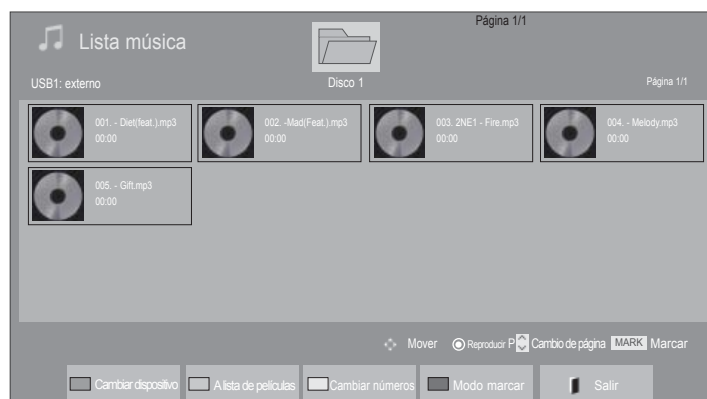 Página 1/1
Lista música
USB1: externo
Disco 1
Página 1/1
001. - Diet(feat.).mp3
00:00
002. -Mad(Feat.).mp3
00:00
003. 2NE1 - Fire.mp3
00:00
004. - Melody.mp3
00:00
005. - Gift.mp3
00:00
Mover Reproducir P Cambio de página MARK Marcar
Cambiar dispositivo A lista de películas Cambiar números Modo marcar Salir